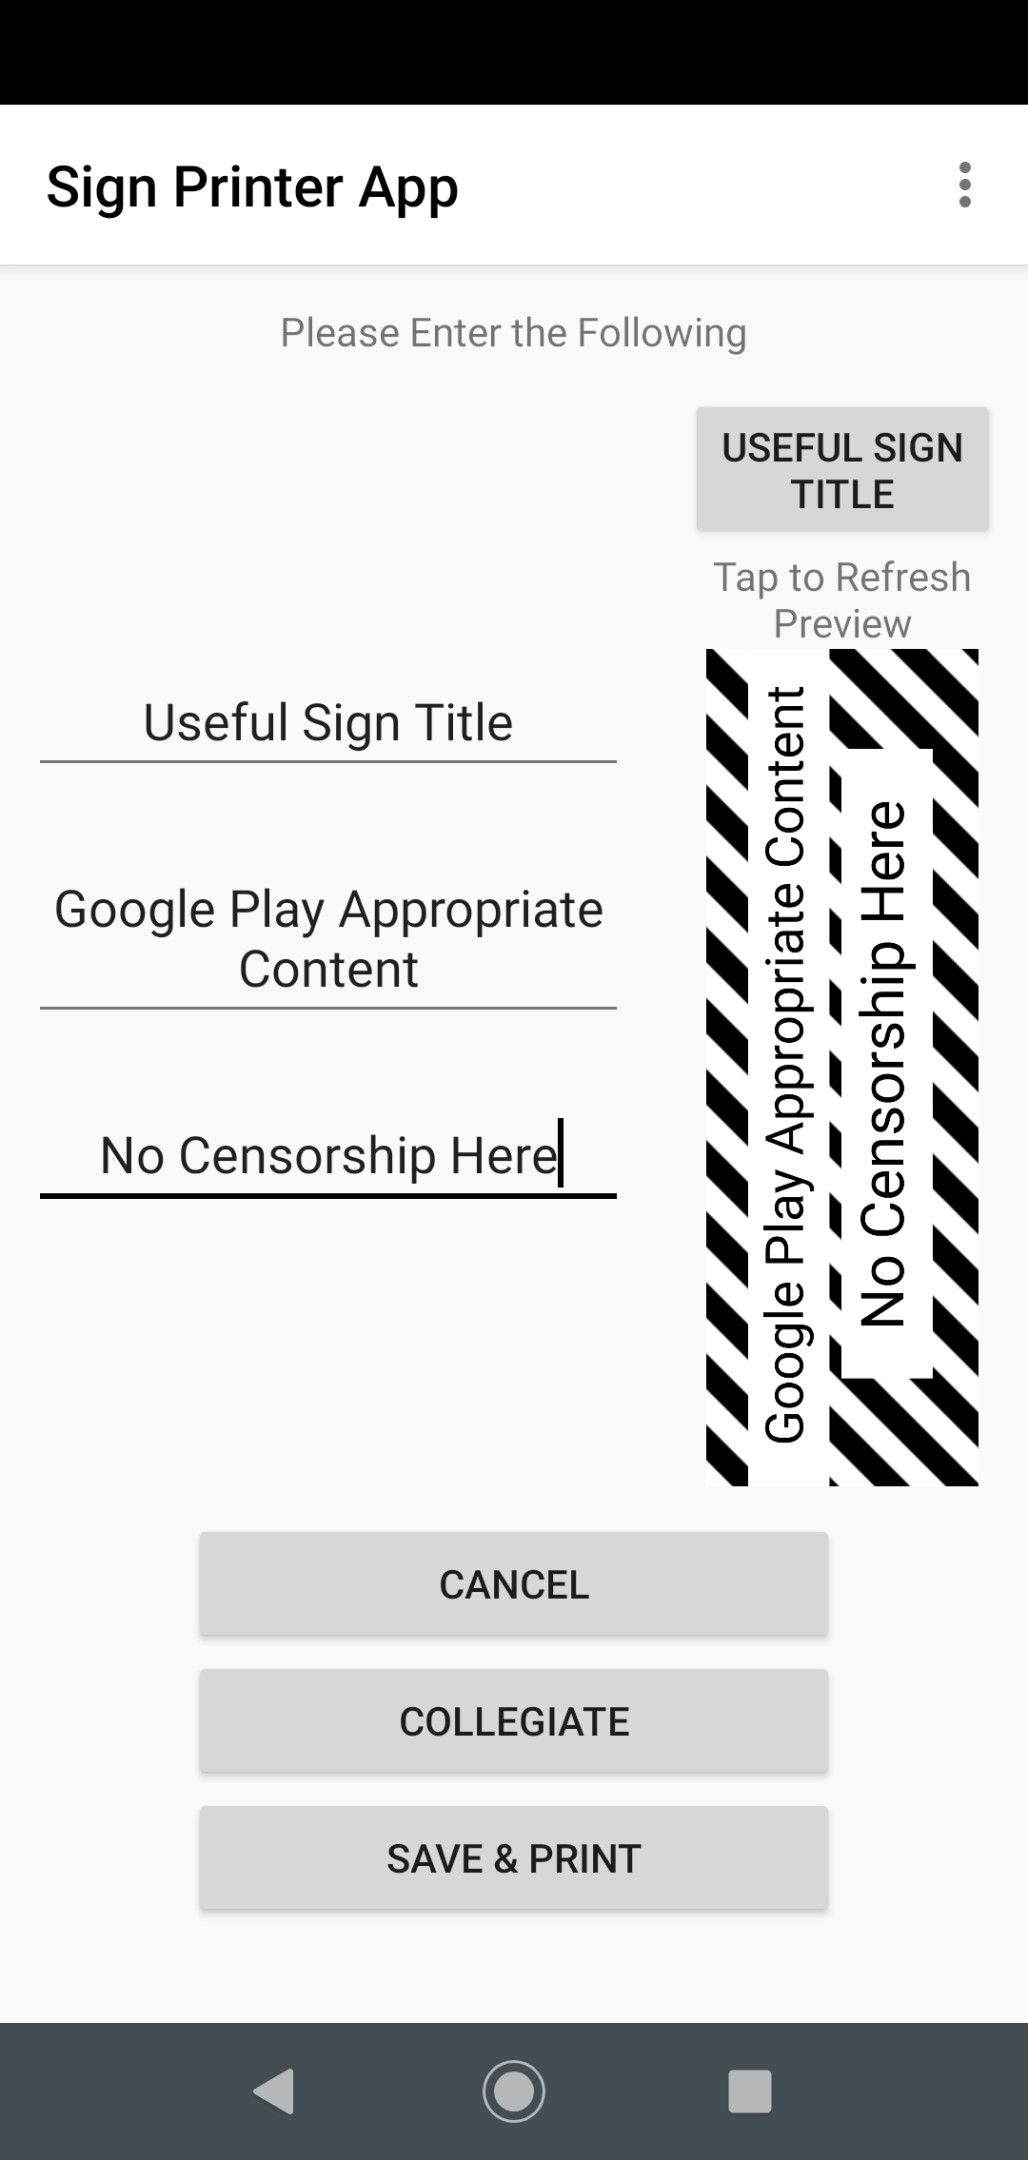 Sign Printer App
Please Enter the Following
USEFUL SIGN
TITLE
Tap to Refresh
Preview
Useful Sign Title
Google Play Appropriate
Content
No Censorship Here
Google Play Appropriate Content
No Censorship Here
CANCEL
COLLEGIATE
SAVE & PRINT